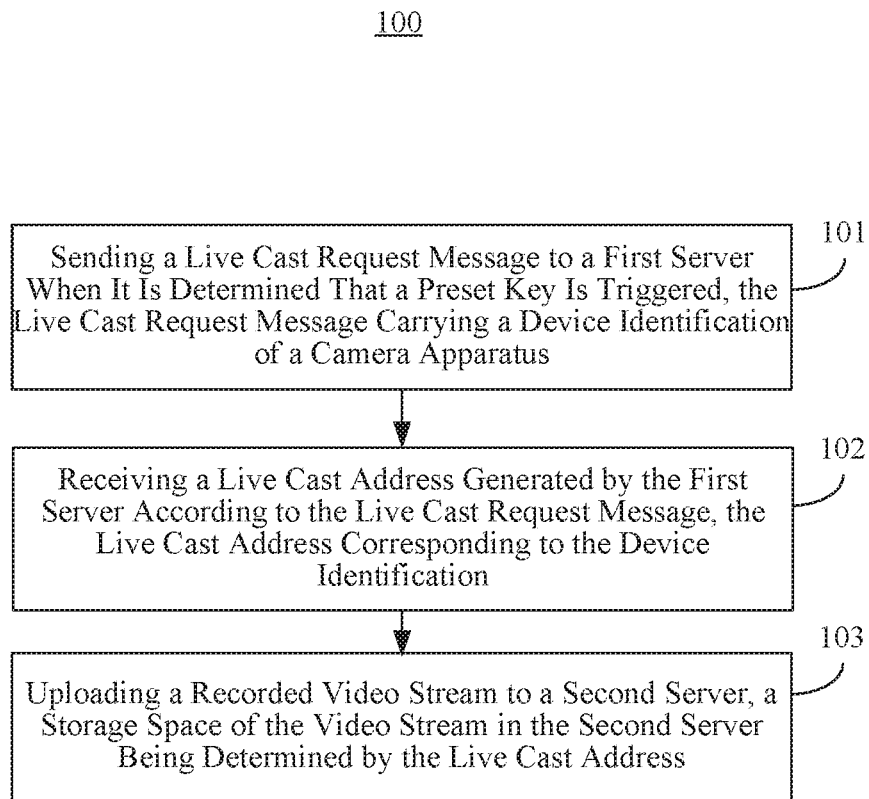 100
101
Sending a Live Cast Request Message to a First Server
When It Is Determined That a Preset Key Is Triggered, the
Live Cast Request Message Carrying a Device Identification
of a Camera Apparatus
102
Receiving a Live Cast Address Generated by the First
Server According to the Live Cast Request Message, the
Live Cast Address Corresponding to the Device
Identification
103
Uploading a Recorded Video Stream to a Second Server, a
Storage Space of the Video Stream in the Second Server
Being Determined by the Live Cast Address